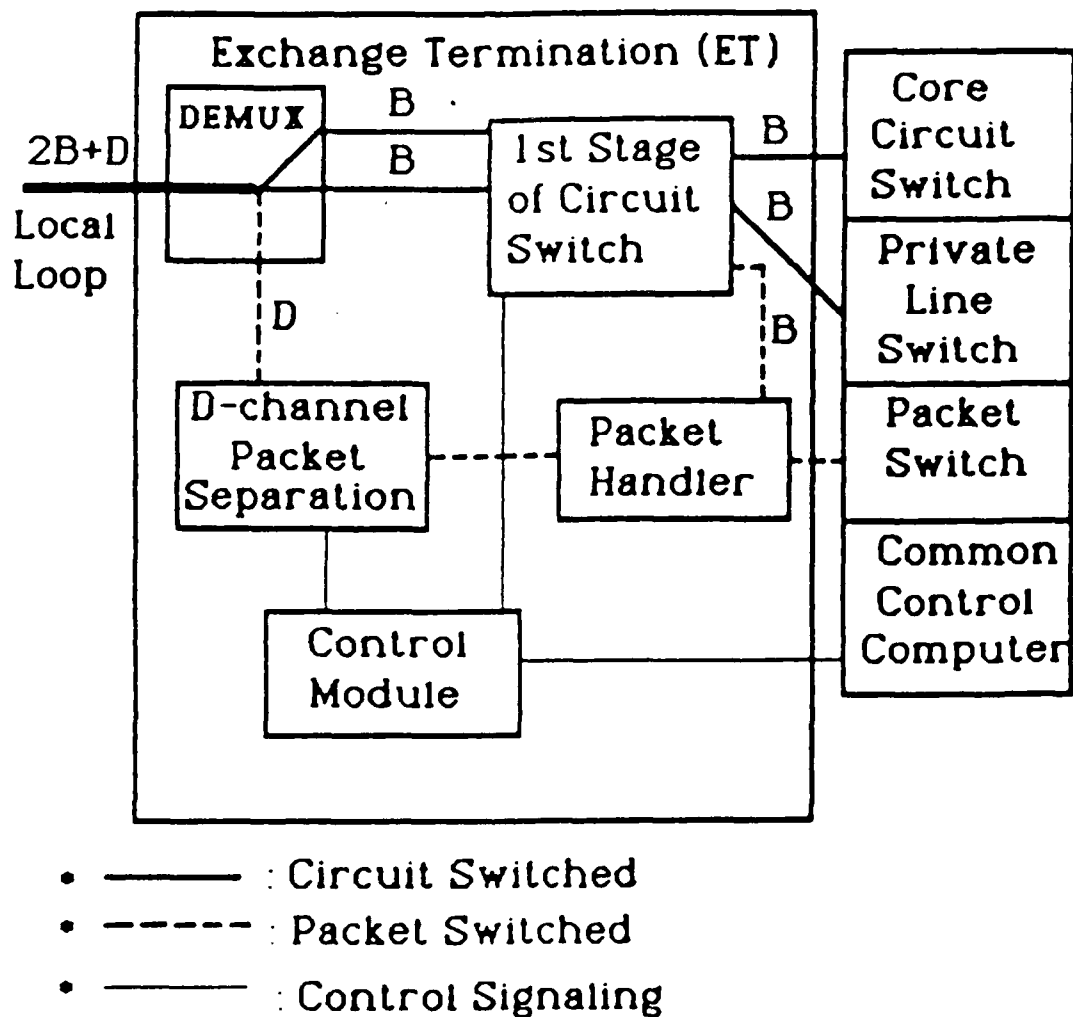 Exchange Termination (ET)
DEMUX
2B+D
Local
Loop
B
B
1st Stage
of Circuit
Switch
B
B
B
D
D-channel
Packet
Separation
Packet
Handler
Control
Module
Core
Circuit
Switch
Private
Line
Switch
Packet
Switch
Common
Control
Computer
• : Circuit Switched
• : Packet Switched
• : Control Signaling